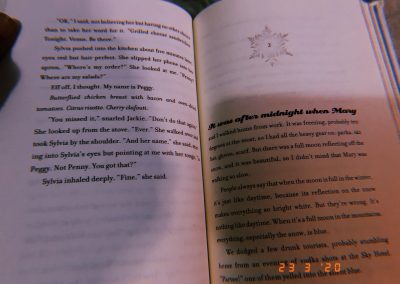 "OK," I said, not believing her but having no other choice
than to take her word for it. "Grilled cheese sandwich.
Tonight. Venue. Be there."
Sylvia pushed into the kitchen about five minutes later,
eyes red but hair perfect. She slipped her phone into her
apron. "Where's my order?" She looked at me. "Penny?
Where are my salads?"
Eff off, I thought. My name is Peggy.
Butterflied chicken breast with bacon and oven-dried
tomatoes. Citrus risotto. Cherry clafouti.
"You missed it," snarled Jackie. "Don't do that again."
She looked up from the stove. "Ever." She walked over and
took Sylvia by the shoulder. "And her name," she said,
ing into Sylvia's eyes but pointing at me with her tongs, "is
Peggy. Not Penny. You got that?"
Sylvia inhaled deeply. "Fine," she said.
2
It was after midnight when Mary
and I walked home from work. It was freezing, probably ten
degrees at the most, so I had all the heavy gear on: parka, ski
hat, gloves, scarf. But there was a full moon reflecting off the
snow, and it was beautiful, so I didn't mind that Mary was
walking so slow.
People always say that when the moon is full in the winter,
it's just like daytime, because its reflection on the snow
makes everything so bright white. But they're wrong. It's
nothing like daytime. When it's a full moon in the mountains,
everything, especially the snow, is blue.
We dodged a few drunk tourists, probably stumbling
home from an evening of vodka shots at the Sky Hotel.
"Parsec!" one of them yelled into the silent blue.
23 3 '20